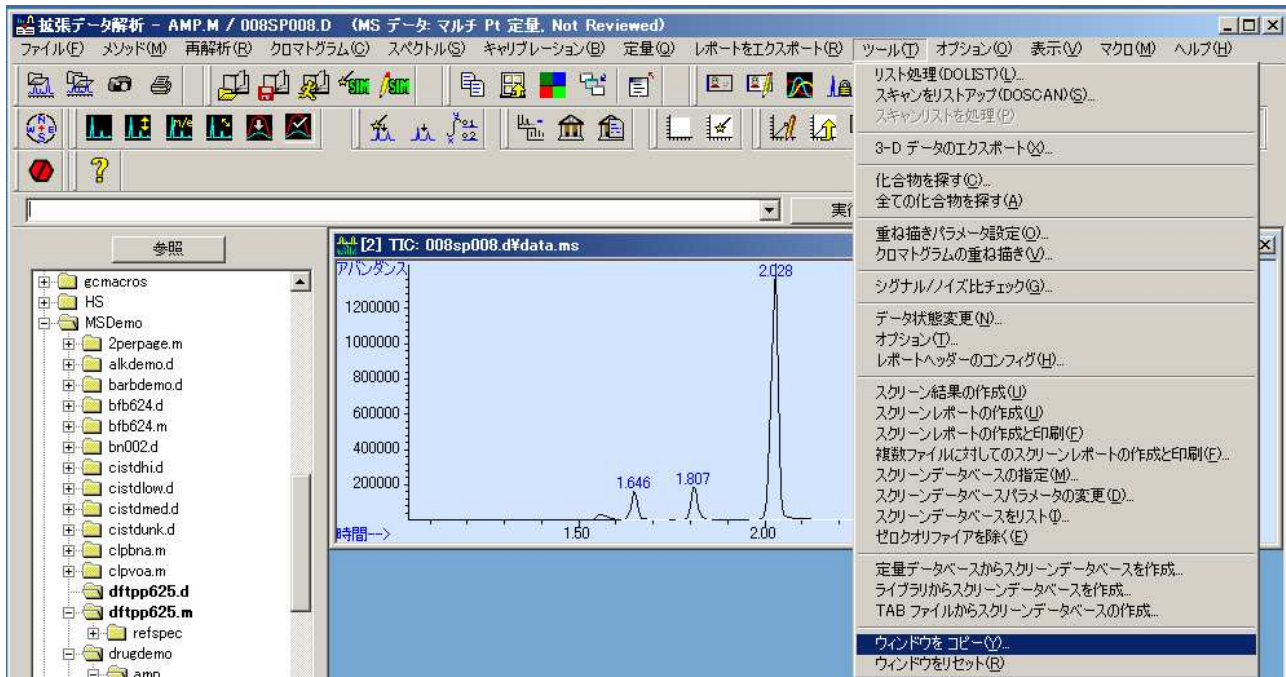 拡張データ解析 - AMP.M / 008SP008.D (MS データ: マルチ Pt 定量, Not Reviewed)
ファイル(F) メソッド(M) 再解析(R) クロマトグラム(C) スペクトル(S) キャリブレーション(B) 定量(Q) レポートをエクスポート(R) ツール(T) オプション(O) 表示(V) マクロ(M) ヘルプ(H)
リスト処理(DOLIST)(L)...
スキャンをリストアップ(DOSCAN)(S)...
スキャンリストを処理(P)
3-D データのエクスポート(X)...
化合物を探す(C)...
全ての化合物を探す(A)
重ね描きパラメータ設定(O)...
クロマトグラムの重ね描き(V)...
シグナル/ノイズ比チェック(G)...
データ状態変更(N)...
オプション(T)...
レポートヘッダーのコンフィグ(H)...
スクリーン結果の作成(U)
スクリーンレポートの作成(U)
スクリーンレポートの作成と印刷(F)
複数ファイルに対してのスクリーンレポートの作成と印刷(F)...
スクリーンデータベースの指定(M)...
スクリーンデータベースパラメータの変更(D)...
スクリーンデータベースをリスト(I)...
ゼロクオリファイアを除く(E)
定量データベースからスクリーンデータベースを作成...
ライブラリからスクリーンデータベースを作成...
TAB ファイルからスクリーンデータベースの作成...
ウィンドウを コピー(Y)...
ウィンドウをリセット(R)
参照
gcmacros
HS
MSDemo
2perpage.m
alkdemo.d
barbdemo.d
bfb624.d
bfb624.m
bn002.d
cistdhi.d
cistdlow.d
cistdmed.d
cistdunk.d
clpbna.m
clpvoa.m
dftpp625.d
dftpp625.m
refspec
drugdemo
amp
[2] TIC: 008sp008.d¥data.ms
アバンダンス
2.028
1200000
1000000
800000
600000
400000
200000
1.646 1.807
時間--> 1.50 2.00